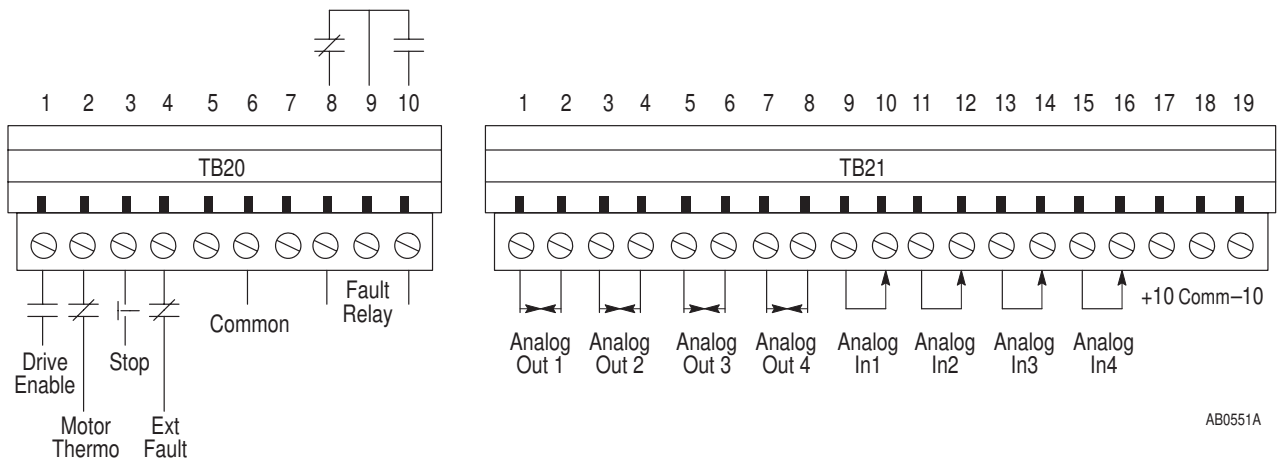 1 2 3 4 5 6 7 8 9 10
1 2 3 4 5 6 7 8 9 10 11 12 13 14 15 16 17 18 19
TB20
TB21
Drive
Enable
Motor
Thermo
Stop
Ext
Fault
Common
Fault
Relay
Analog
Out 1
Analog
Out 2
Analog
Out 3
Analog
Out 4
Analog
In1
Analog
In2
Analog
In3
Analog
In4
+10 Comm–10
AB0551A